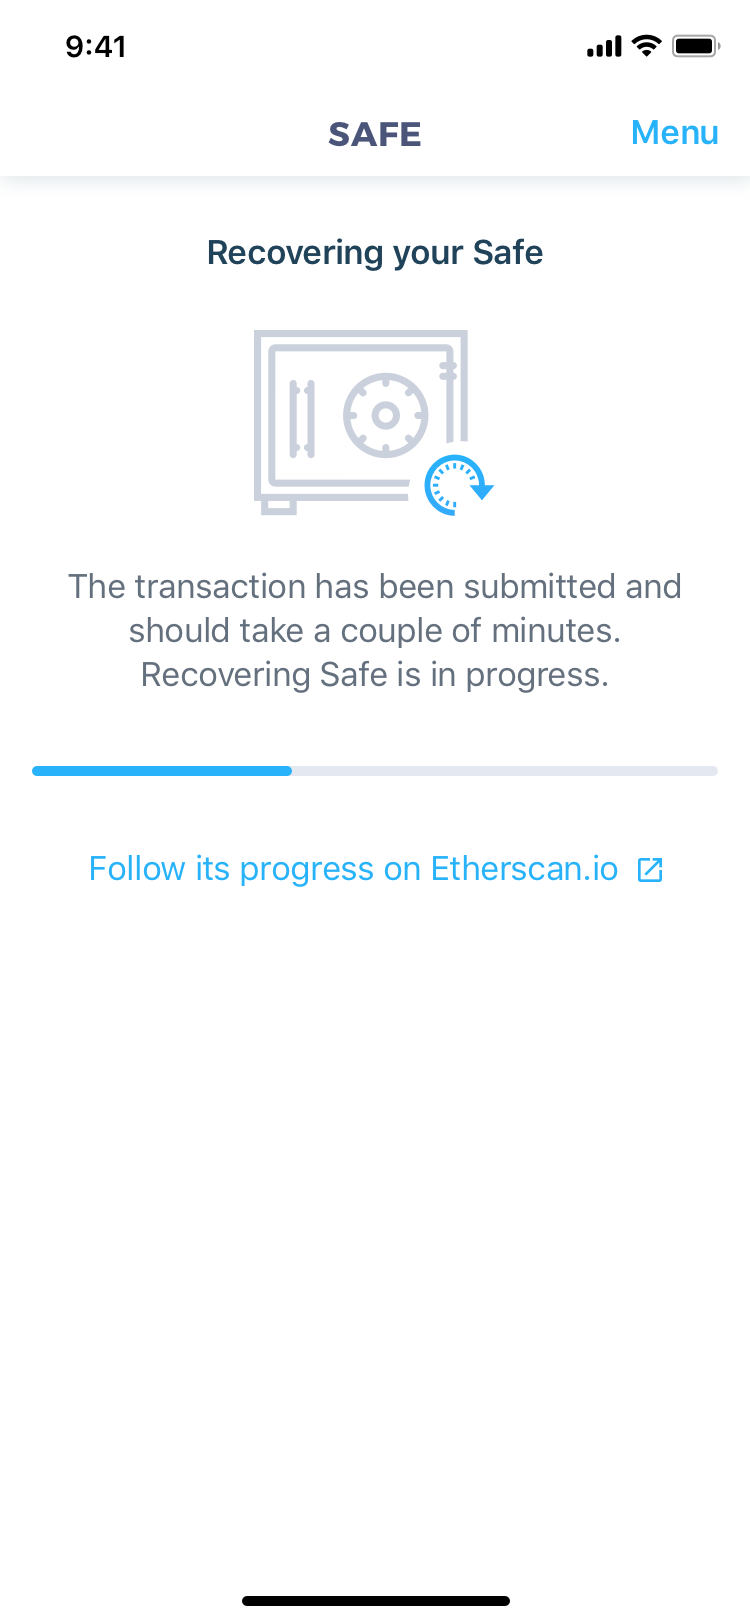 9:41
SAFE
Menu
Recovering your Safe
The transaction has been submitted and
should take a couple of minutes.
Recovering Safe is in progress.
Follow its progress on Etherscan.io